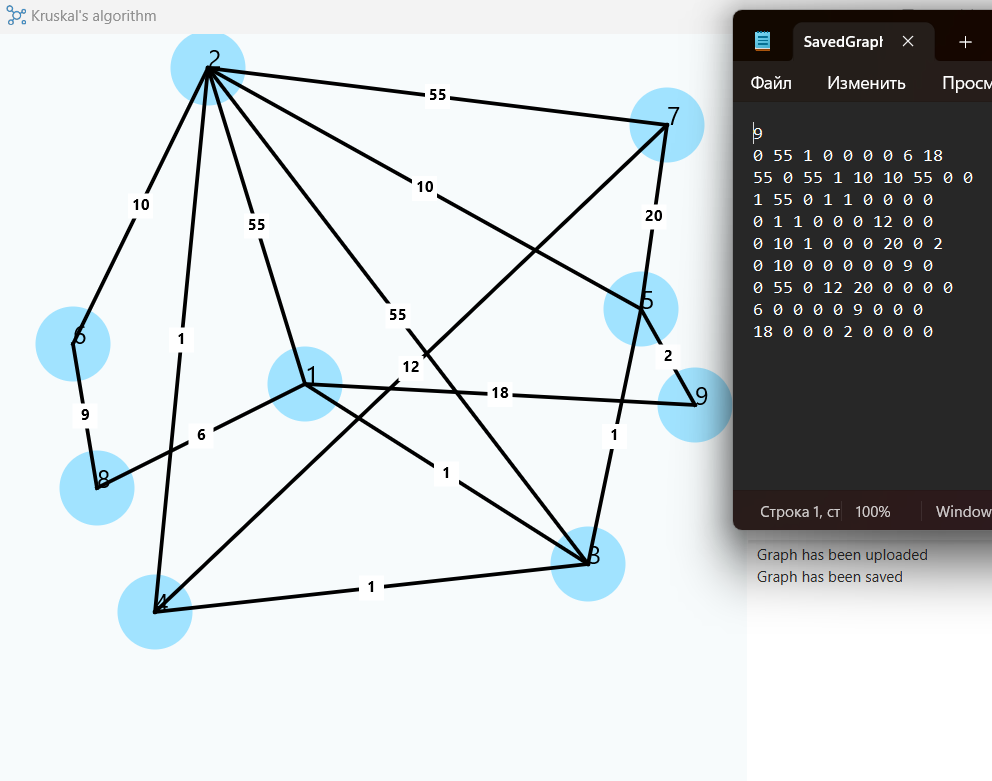 Kruskal's algorithm
2
55
7
10
10
55
20
6
1
55
5
12
1
18
2
9
9
6
1
1
8
3
1
4
SavedGraph
Файл Изменить Просм
9
0 55 1 0 0 0 0 6 18
55 0 55 1 10 10 55 0 0
1 55 0 1 1 0 0 0 0
0 1 1 0 0 0 12 0 0
0 10 1 0 0 0 20 0 2
0 10 0 0 0 0 0 9 0
0 55 0 12 20 0 0 0 0
6 0 0 0 0 9 0 0 0
18 0 0 0 2 0 0 0 0
Строка 1, ст 100% Window
Graph has been uploaded
Graph has been saved